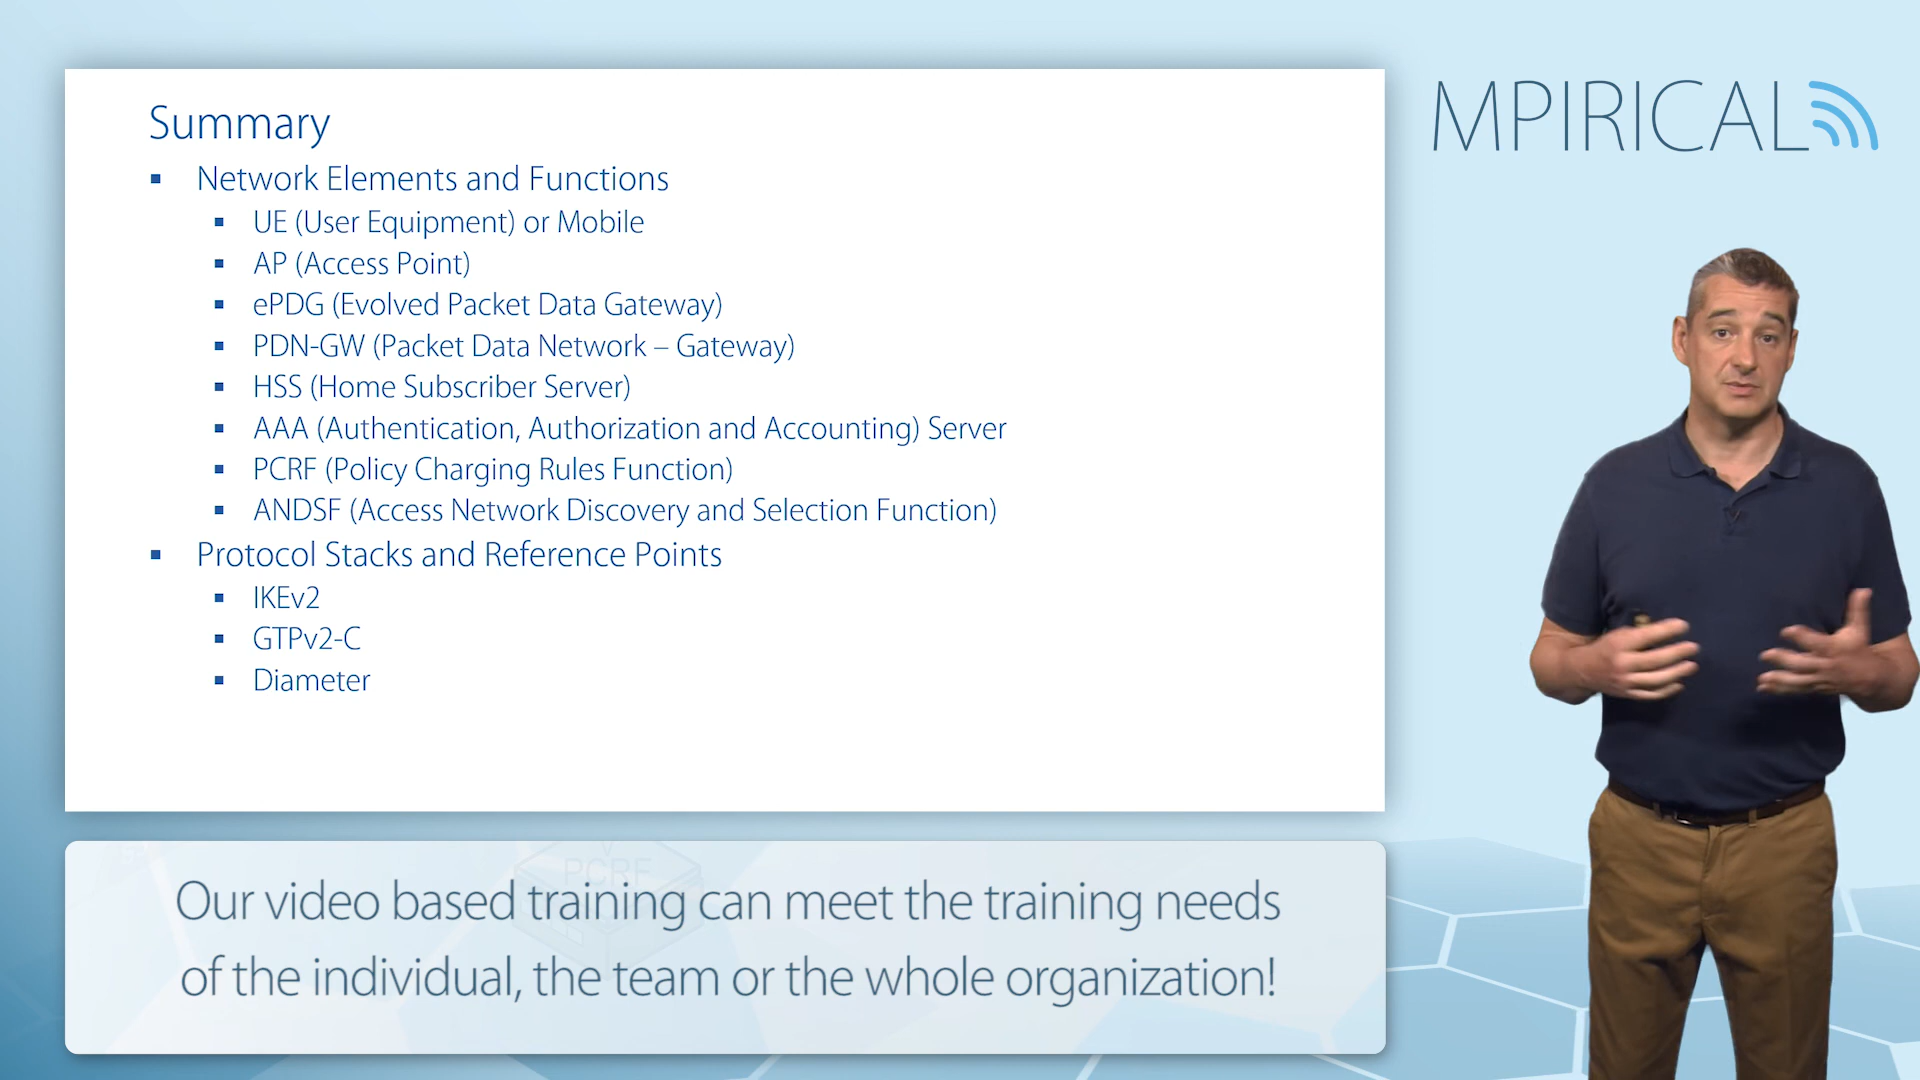 MPIRICAL
Summary
▪ Network Elements and Functions
▪ UE (User Equipment) or Mobile
▪ AP (Access Point)
▪ ePDG (Evolved Packet Data Gateway)
▪ PDN-GW (Packet Data Network – Gateway)
▪ HSS (Home Subscriber Server)
▪ AAA (Authentication, Authorization and Accounting) Server
▪ PCRF (Policy Charging Rules Function)
▪ ANDSF (Access Network Discovery and Selection Function)
▪ Protocol Stacks and Reference Points
▪ IKEv2
▪ GTPv2-C
▪ Diameter
PCRF
Our video based training can meet the training needs
of the individual, the team or the whole organization!